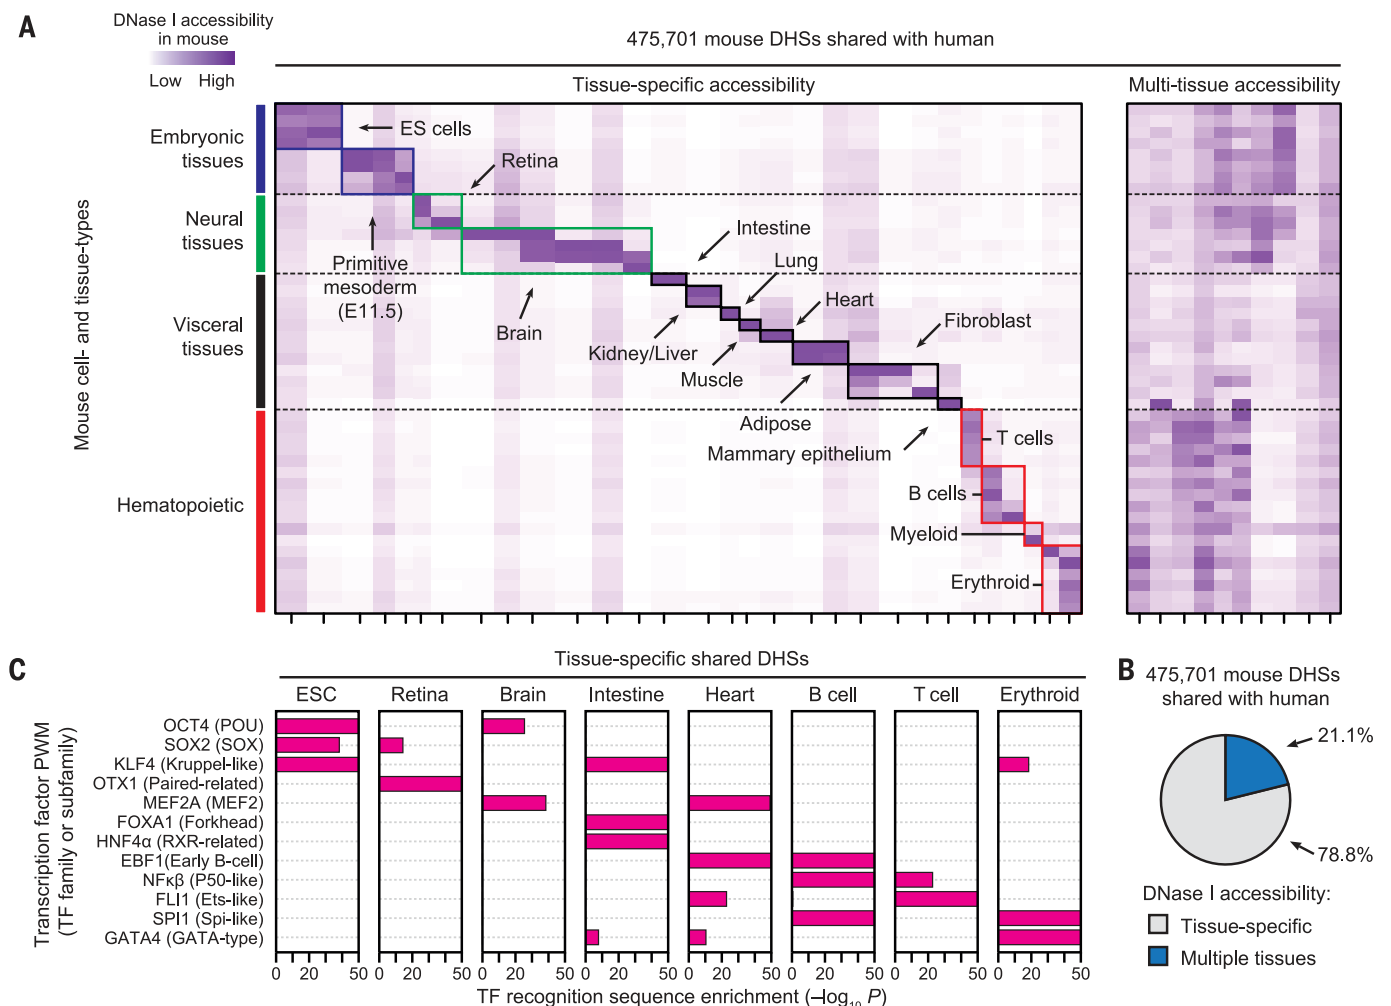 A
DNase I accessibility
in mouse
Low High
475,701 mouse DHSs shared with human
Tissue-specific accessibility
Multi-tissue accessibility
Mouse cell- and tissue-types
Embryonic
tissues
Neural
tissues
Visceral
tissues
Hematopoietic
ES cells
Retina
Primitive
mesoderm
(E11.5)
Brain
Intestine
Lung
Heart
Fibroblast
Kidney/Liver
Muscle
Adipose
Mammary epithelium
T cells
B cells
Myeloid
Erythroid
C
Tissue-specific shared DHSs
ESC Retina Brain Intestine Heart B cell T cell Erythroid
Transcription factor PWM
(TF family or subfamily)
OCT4 (POU)
SOX2 (SOX)
KLF4 (Kruppel-like)
OTX1 (Paired-related)
MEF2A (MEF2)
FOXA1 (Forkhead)
HNF4α (RXR-related)
EBF1(Early B-cell)
NFκβ (P50-like)
FLI1 (Ets-like)
SPI1 (Spi-like)
GATA4 (GATA-type)
0 20 50 0 20 50 0 20 50 0 20 50 0 20 50 0 20 50 0 20 50 0 20 50
TF recognition sequence enrichment (–log10 P)
B
475,701 mouse DHSs
shared with human
21.1%
78.8%
DNase I accessibility:
Tissue-specific
Multiple tissues